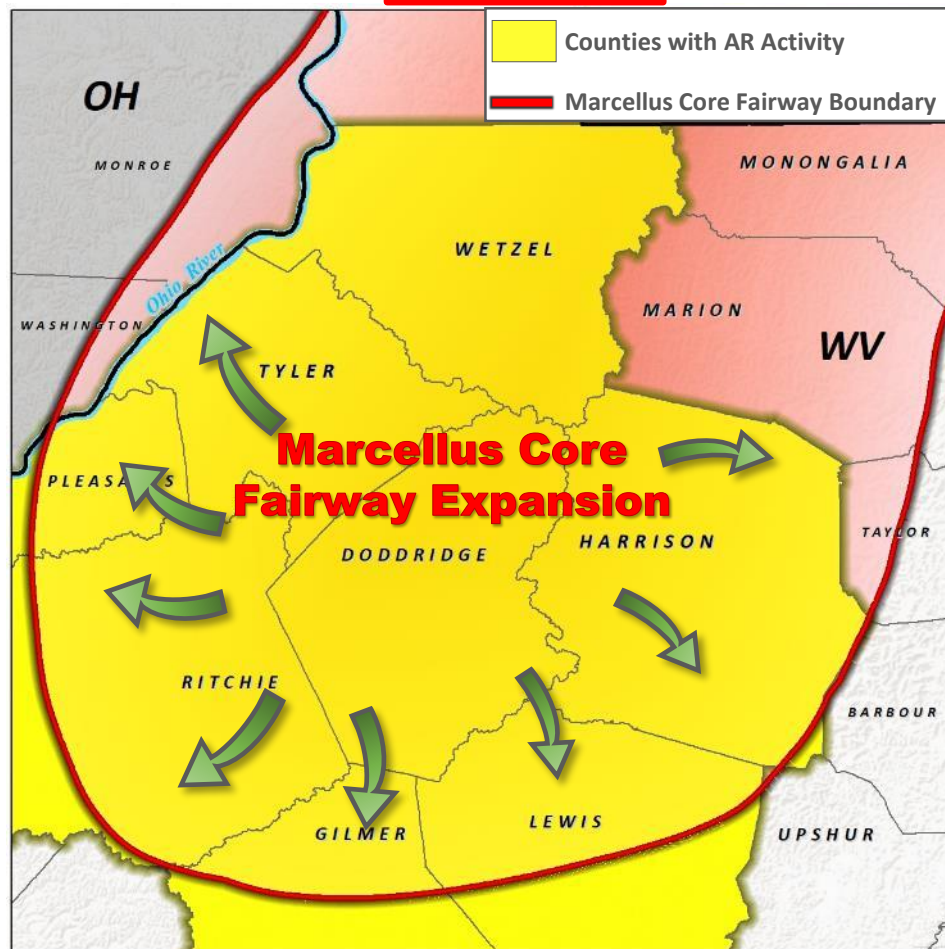 Counties with AR Activity
Marcellus Core Fairway Boundary
OH
MONROE
MONONGALIA
WETZEL
Ohio River
MARION
WASHINGTON
WV
TYLER
Marcellus Core
Fairway Expansion
PLEASANTS
TAYLOR
DODDRIDGE
HARRISON
RITCHIE
BARBOUR
GILMER
LEWIS
UPSHUR